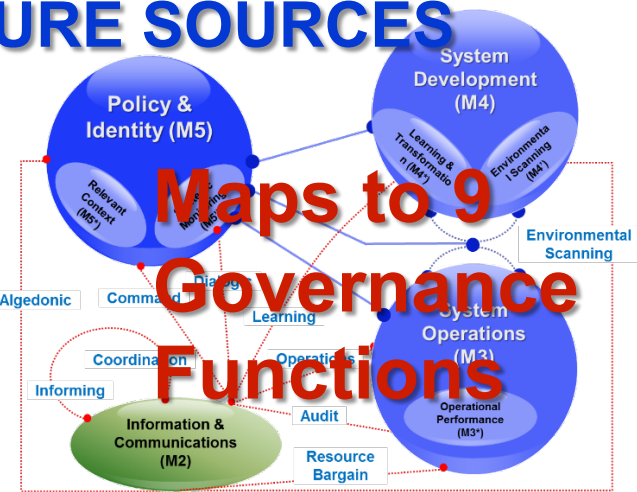 URE SOURCES
System
Development
(M4)
Learning &
Transformatio
n (M4*)
Environmenta
l Scanning
(M4')
Policy &
Identity (M5)
Relevant
Context
(M5*)
Maps to 9
Governance
Functions
Environmental
Scanning
Algedonic
Command
Dialog
Learning
System
Operations
(M3)
Coordination
Operations
Informing
Operational
Performance
(M3*)
Audit
Information &
Communications
(M2)
Resource
Bargain